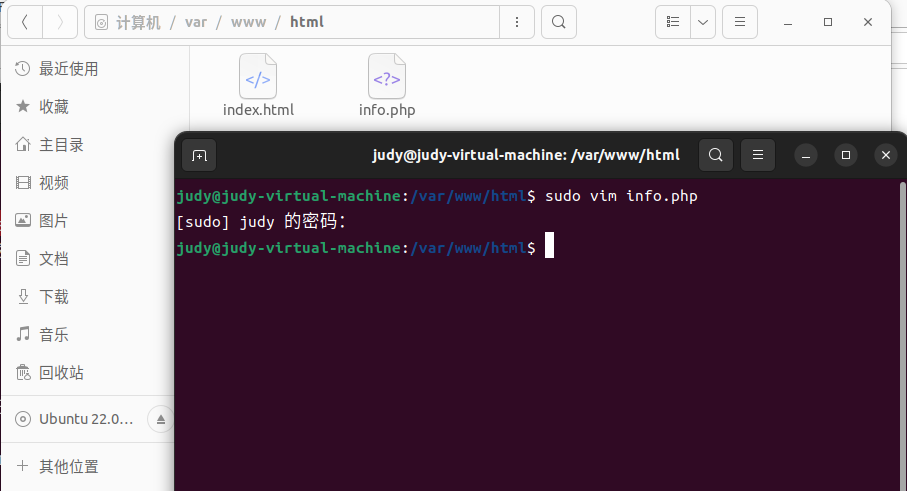 计算机 / var / www / html
最近使用
收藏
主目录
视频
图片
文档
下载
音乐
回收站
Ubuntu 22.0…
其他位置
</> <?>
index.html info.php
judy@judy-virtual-machine: /var/www/html
judy@judy-virtual-machine:/var/www/html$ sudo vim info.php
[sudo] judy 的密码：
judy@judy-virtual-machine:/var/www/html$